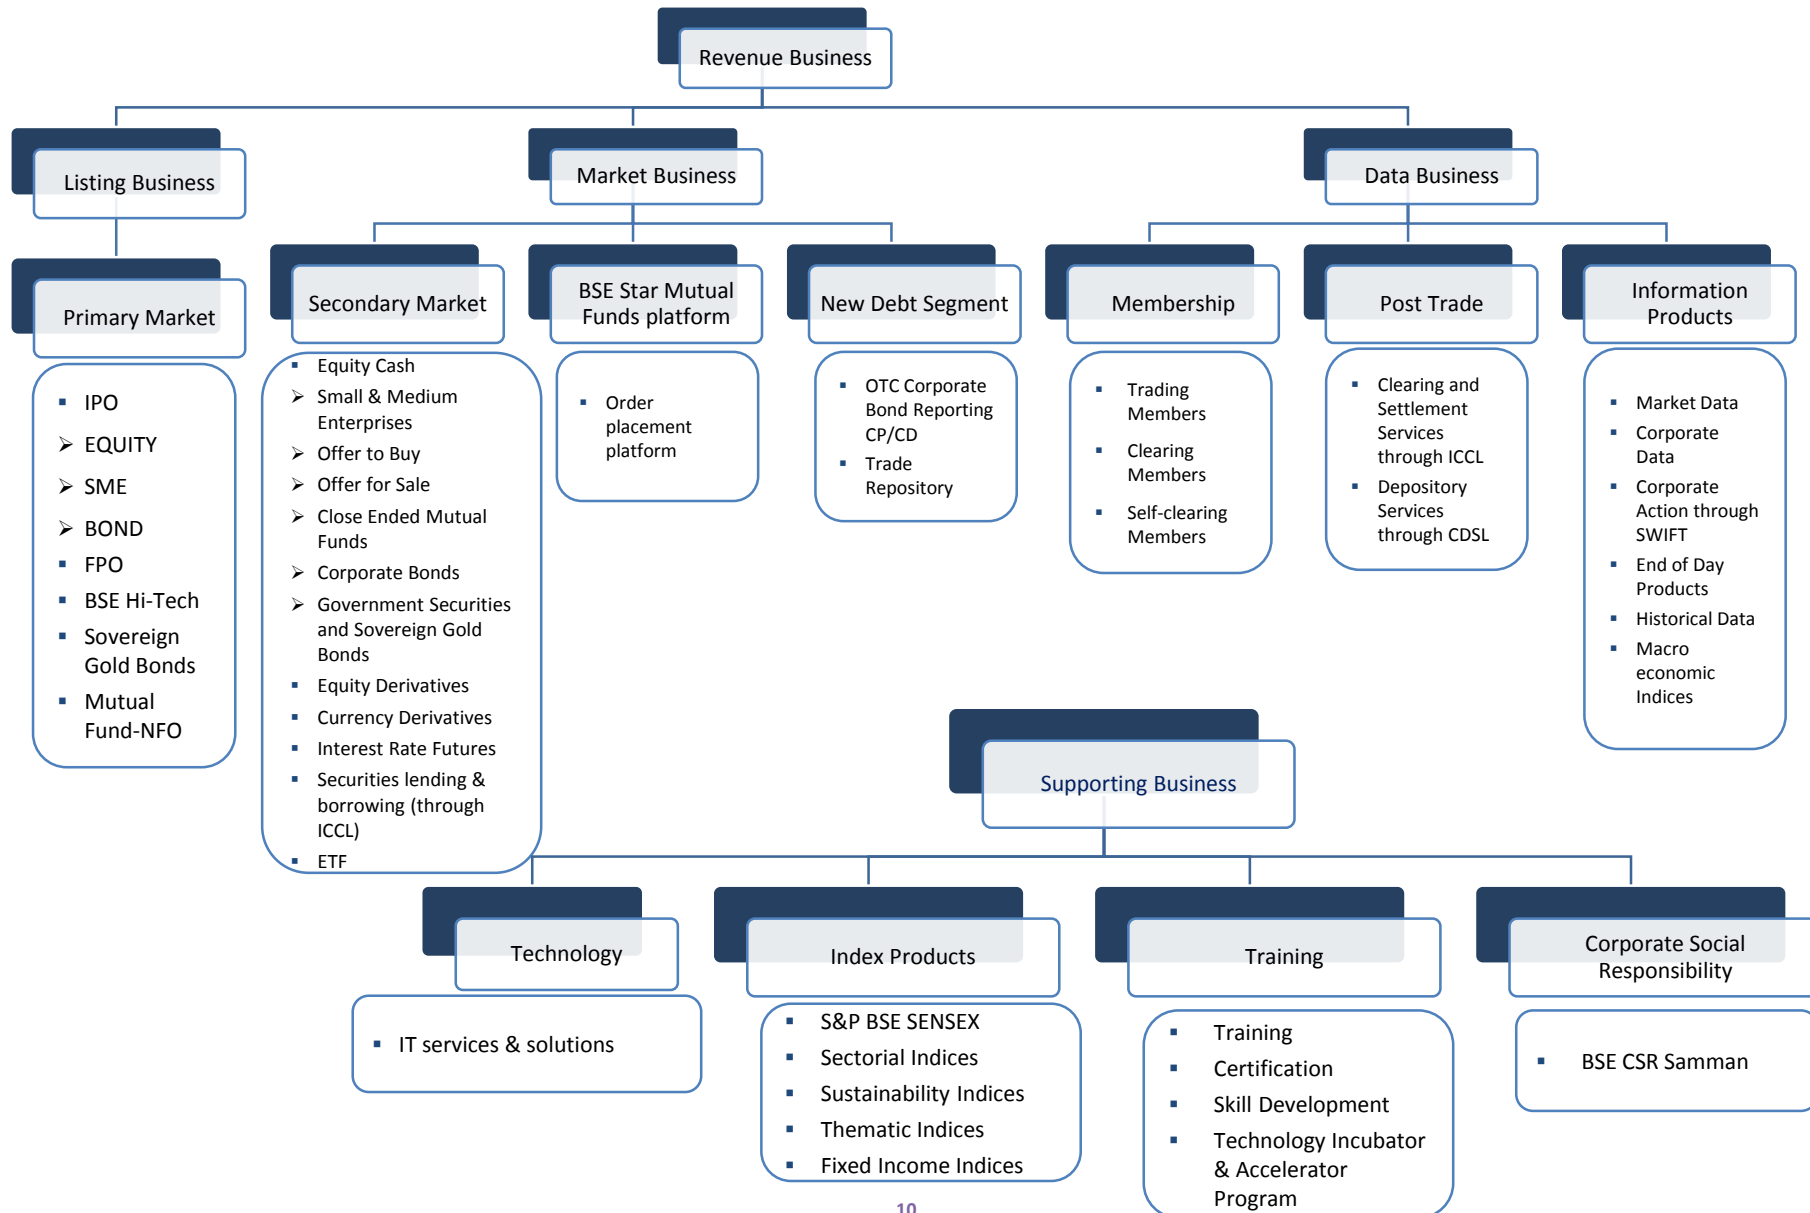 Revenue Business
Listing Business
Market Business
Data Business
Primary Market
Secondary Market
BSE Star Mutual
Funds platform
New Debt Segment
Membership
Post Trade
Information
Products
▪ IPO
➢ EQUITY
➢ SME
➢ BOND
▪ FPO
▪ BSE Hi-Tech
▪ Sovereign
Gold Bonds
▪ Mutual
Fund-NFO
▪ Equity Cash
➢ Small & Medium
Enterprises
➢ Offer to Buy
➢ Offer for Sale
➢ Close Ended Mutual
Funds
➢ Corporate Bonds
➢ Government Securities
and Sovereign Gold
Bonds
▪ Equity Derivatives
▪ Currency Derivatives
▪ Interest Rate Futures
▪ Securities lending &
borrowing (through
ICCL)
▪ ETF
▪ Order
placement
platform
▪ OTC Corporate
Bond Reporting
CP/CD
▪ Trade
Repository
▪ Trading
Members
▪ Clearing
Members
▪ Self-clearing
Members
▪ Clearing and
Settlement
Services
through ICCL
▪ Depository
Services
through CDSL
▪ Market Data
▪ Corporate
Data
▪ Corporate
Action through
SWIFT
▪ End of Day
Products
▪ Historical Data
▪ Macro
economic
Indices
Supporting Business
Technology
Index Products
Training
Corporate Social
Responsibility
▪ IT services & solutions
▪ S&P BSE SENSEX
▪ Sectorial Indices
▪ Sustainability Indices
▪ Thematic Indices
▪ Fixed Income Indices
▪ Training
▪ Certification
▪ Skill Development
▪ Technology Incubator
& Accelerator
Program
▪ BSE CSR Samman
10